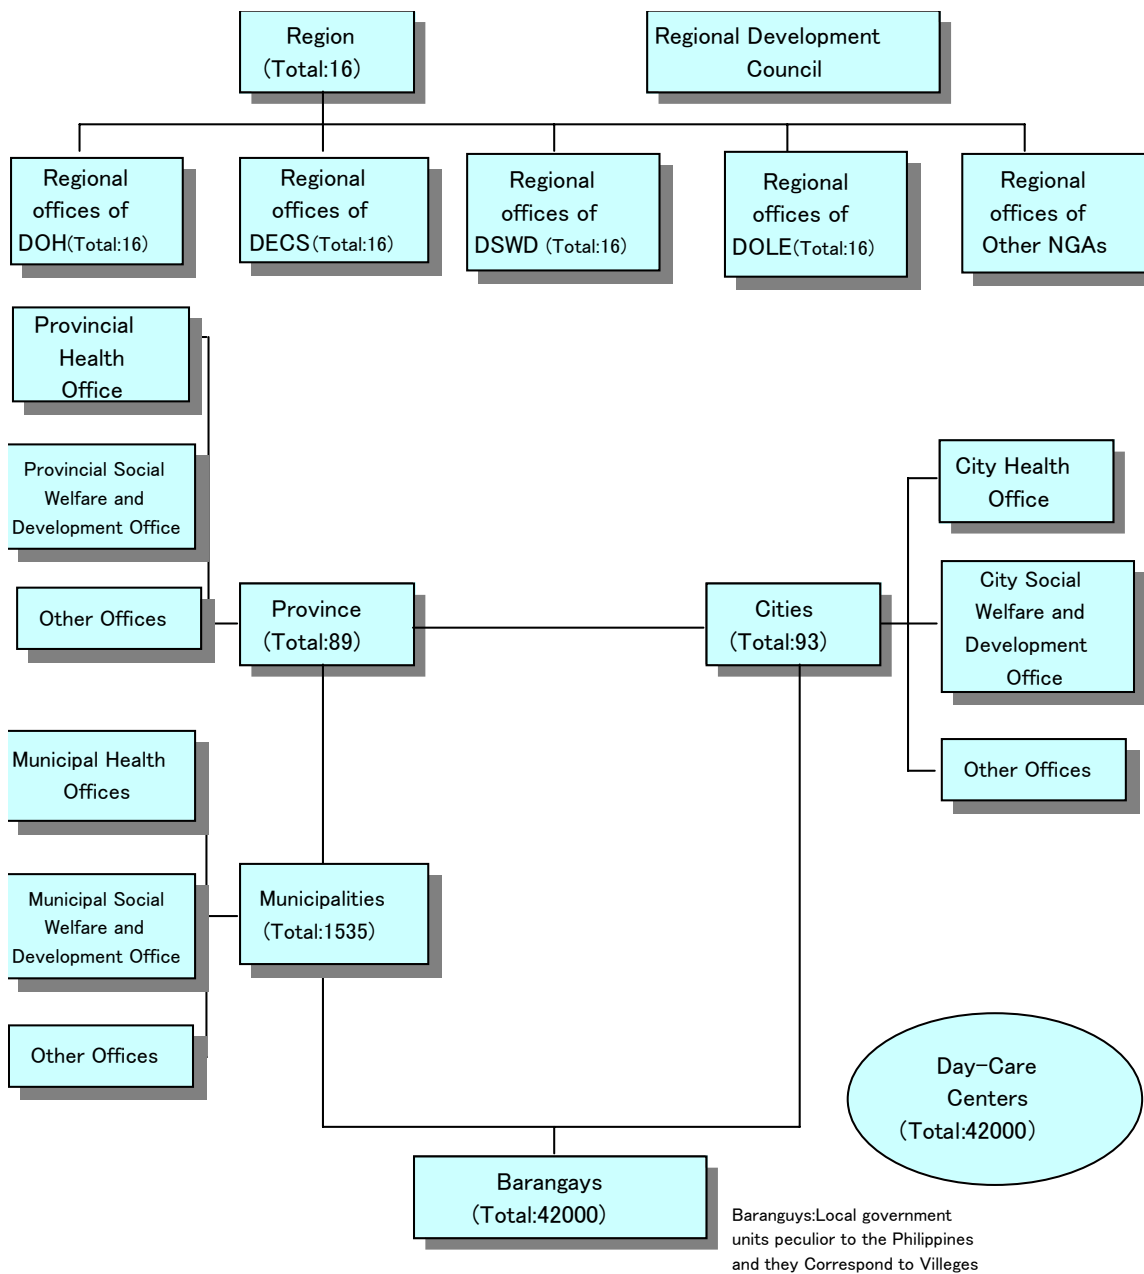 Region
(Total:16)
Regional Development
Council
Regional
offices of
DOH(Total:16)
Regional
offices of
DECS(Total:16)
Regional
offices of
DSWD (Total:16)
Regional
offices of
DOLE(Total:16)
Regional
offices of
Other NGAs
Provincial
Health
Office
Provincial Social
Welfare and
Development Office
Other Offices
Province
(Total:89)
Cities
(Total:93)
City Health
Office
City Social
Welfare and
Development
Office
Other Offices
Municipal Health
Offices
Municipal Social
Welfare and
Development Office
Other Offices
Municipalities
(Total:1535)
Day-Care
Centers
(Total:42000)
Barangays
(Total:42000)
Baranguys:Local government
units peculior to the Philippines
and they Correspond to Villeges